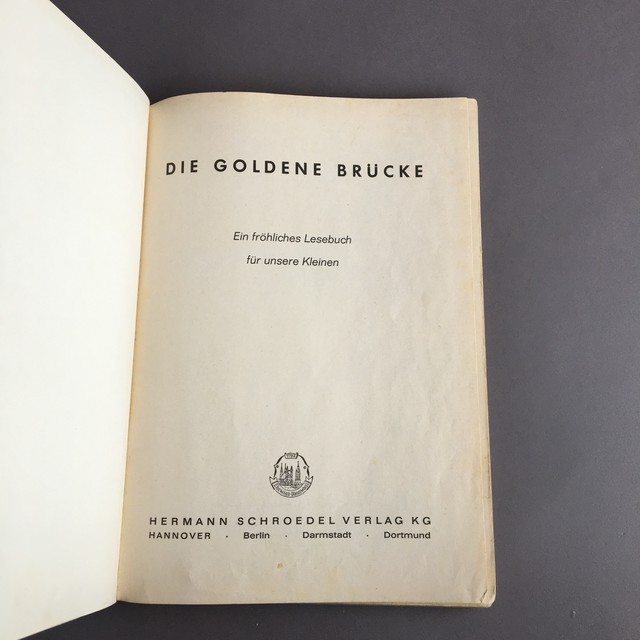 DIE GOLDENE BRÜCKE
Ein fröhliches Lesebuch
für unsere Kleinen
HERMANN SCHROEDEL VERLAG KG
HANNOVER · Berlin · Darmstadt · Dortmund